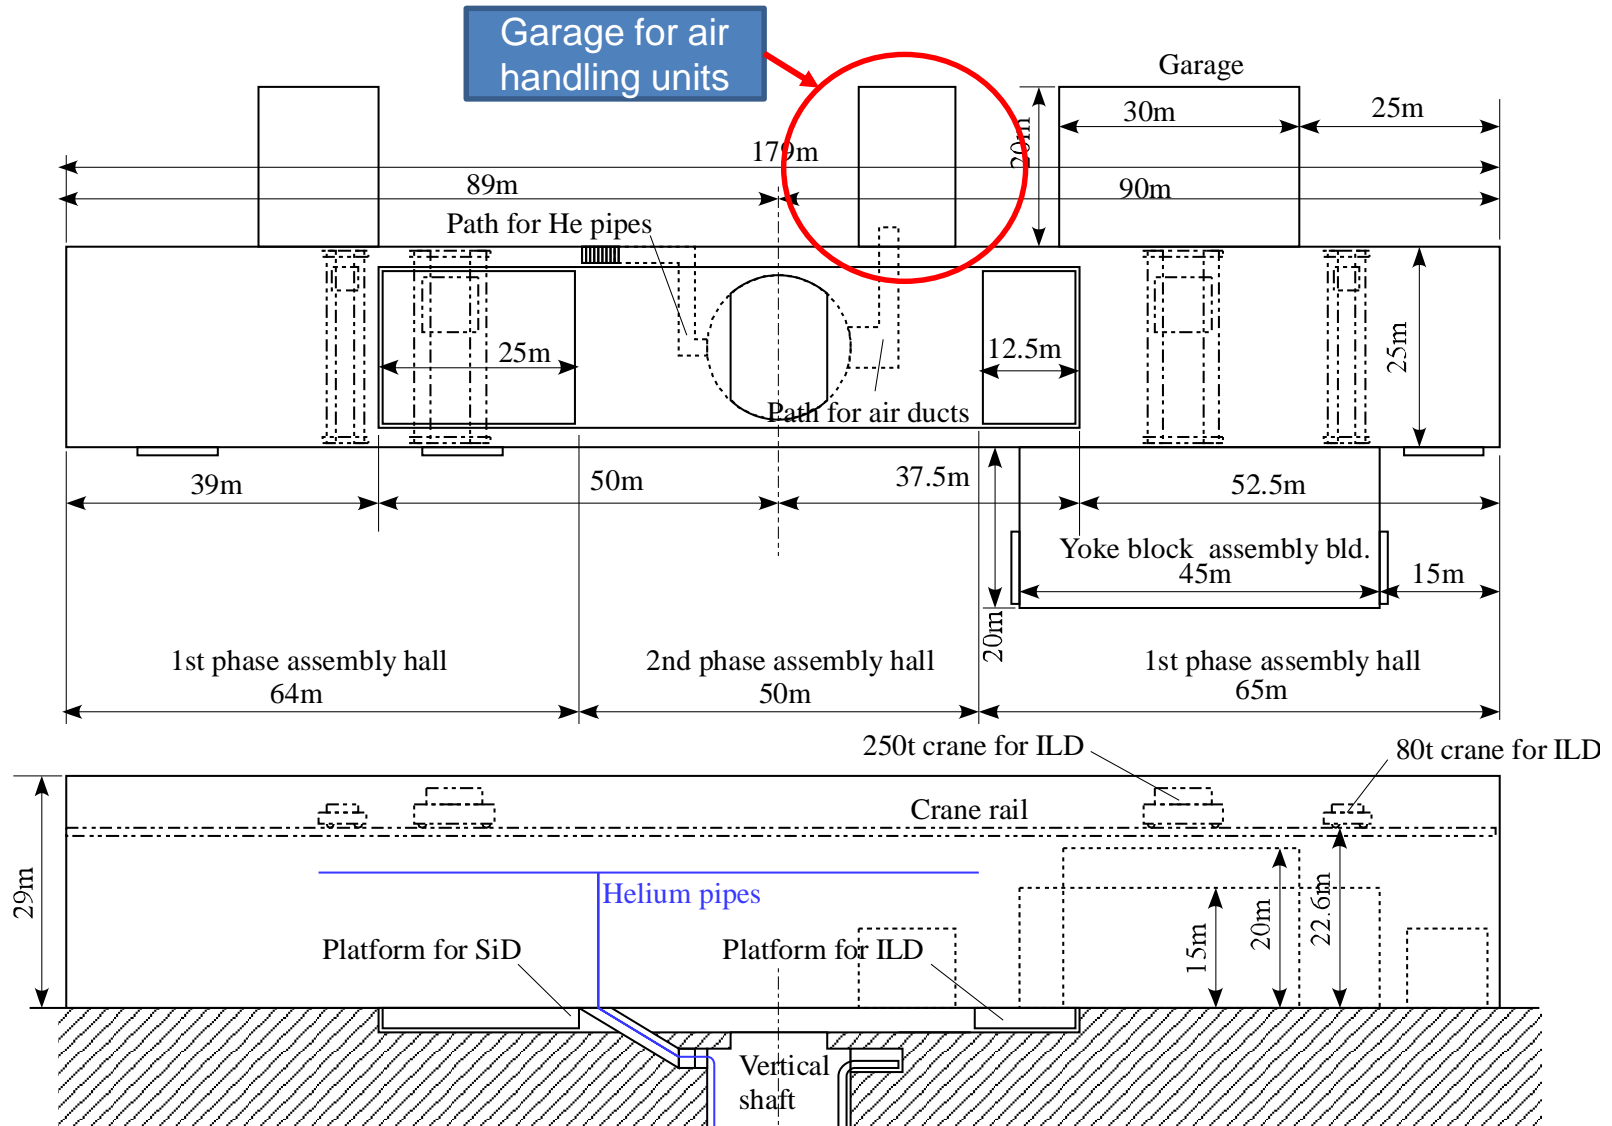 Garage for air
handling units
Garage
30m
25m
20m
179m
89m
90m
Path for He pipes
25m
12.5m
25m
Path for air ducts
39m
50m
37.5m
52.5m
Yoke block assembly bld.
45m
15m
20m
1st phase assembly hall
64m
2nd phase assembly hall
50m
1st phase assembly hall
65m
250t crane for ILD
80t crane for ILD
Crane rail
29m
Helium pipes
Platform for SiD
Platform for ILD
15m
20m
22.6m
Vertical
shaft